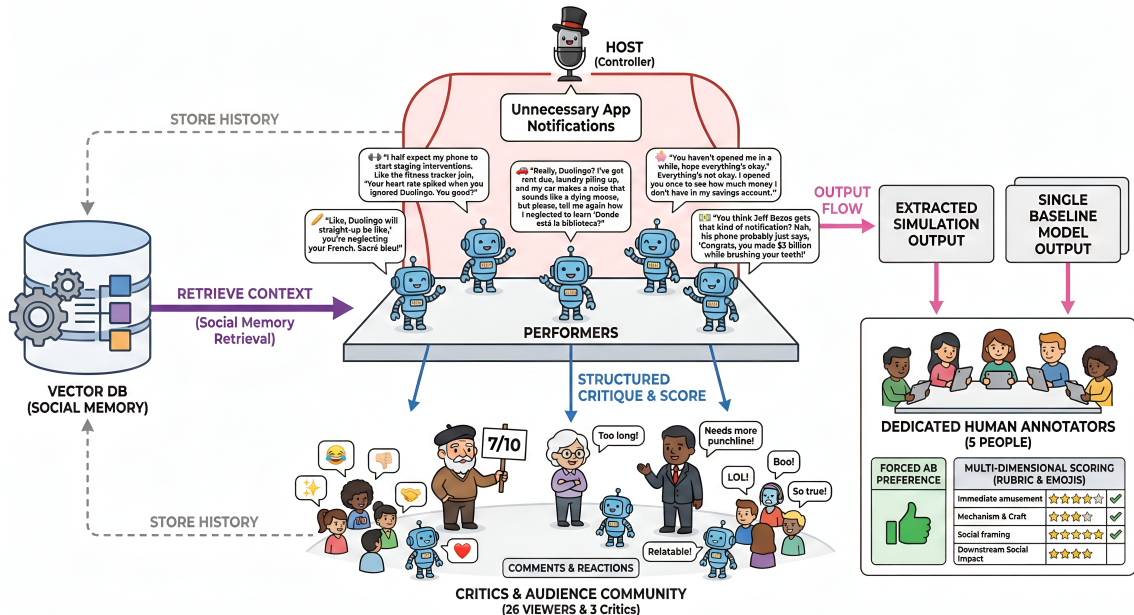 HOST
(Controller)
Unnecessary App
Notifications
STORE HISTORY
"I half expect my phone to
start staging interventions.
Like the fitness tracker join,
"Your heart rate spiked when you
ignored Duolingo. You good?"
"Really, Duolingo? I've got
rent due, laundry piling up,
and my car makes a noise that
sounds like a dying moose,
but please, tell me again how
I neglected to learn 'Donde
está la biblioteca?"
"You haven't opened me in a
while, hope everything's okay."
Everything's not okay. I opened
you once to see how much money I
don't have in my savings account."
"Like, Duolingo will
straight-up be like,'
you're neglecting
your French. Sacré bleu!"
"You think Jeff Bezos gets
that kind of notification? Nah,
his phone probably just says,
'Congrats, you made $3 billion
while brushing your teeth!'
OUTPUT
FLOW
EXTRACTED
SIMULATION
OUTPUT
SINGLE
BASELINE
MODEL
OUTPUT
RETRIEVE CONTEXT
(Social Memory
Retrieval)
PERFORMERS
VECTOR DB
(SOCIAL MEMORY)
STRUCTURED
CRITIQUE & SCORE
7/10
Too long!
Needs more
punchline!
LOL!
Boo!
So true!
STORE HISTORY
Relatable!
COMMENTS & REACTIONS
CRITICS & AUDIENCE COMMUNITY
(26 VIEWERS & 3 Critics)
DEDICATED HUMAN ANNOTATORS
(5 PEOPLE)
FORCED AB
PREFERENCE
MULTI-DIMENSIONAL SCORING
(RUBRIC & EMOJIS)
Immediate amusement
Mechanism & Craft
Social framing
Downstream Social
Impact